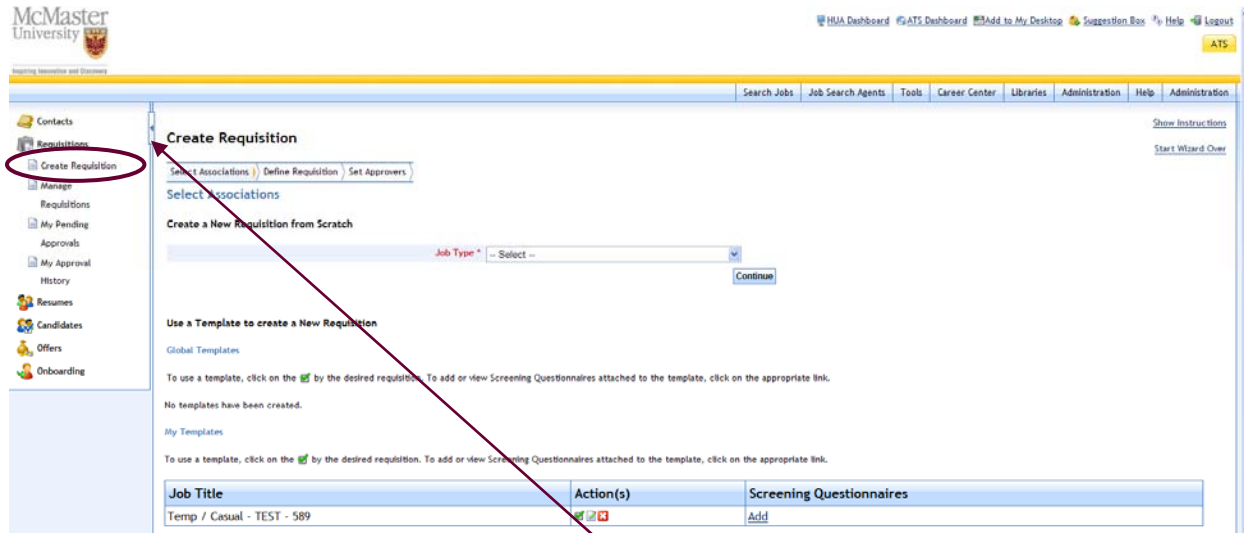 McMaster
University
Inspiring Innovation and Discovery
HUA Dashboard ATS Dashboard Add to My Desktop Suggestion Box Help Logout
ATS
Search Jobs Job Search Agents Tools Career Center Libraries Administration Help Administration
Contacts
Requisitions
Create Requisition
Manage
Requisitions
My Pending
Approvals
My Approval
History
Resumes
Candidates
Offers
Onboarding
Show Instructions
Start Wizard Over
Create Requisition
Select Associations Define Requisition Set Approvers
Select Associations
Create a New Requisition from Scratch
Job Type * -- Select --
Continue
Use a Template to create a New Requisition
Global Templates
To use a template, click on the by the desired requisition. To add or view Screening Questionnaires attached to the template, click on the appropriate link.
No templates have been created.
My Templates
To use a template, click on the by the desired requisition. To add or view Screening Questionnaires attached to the template, click on the appropriate link.
Job Title Action(s) Screening Questionnaires
Temp / Casual - TEST - 589 Add